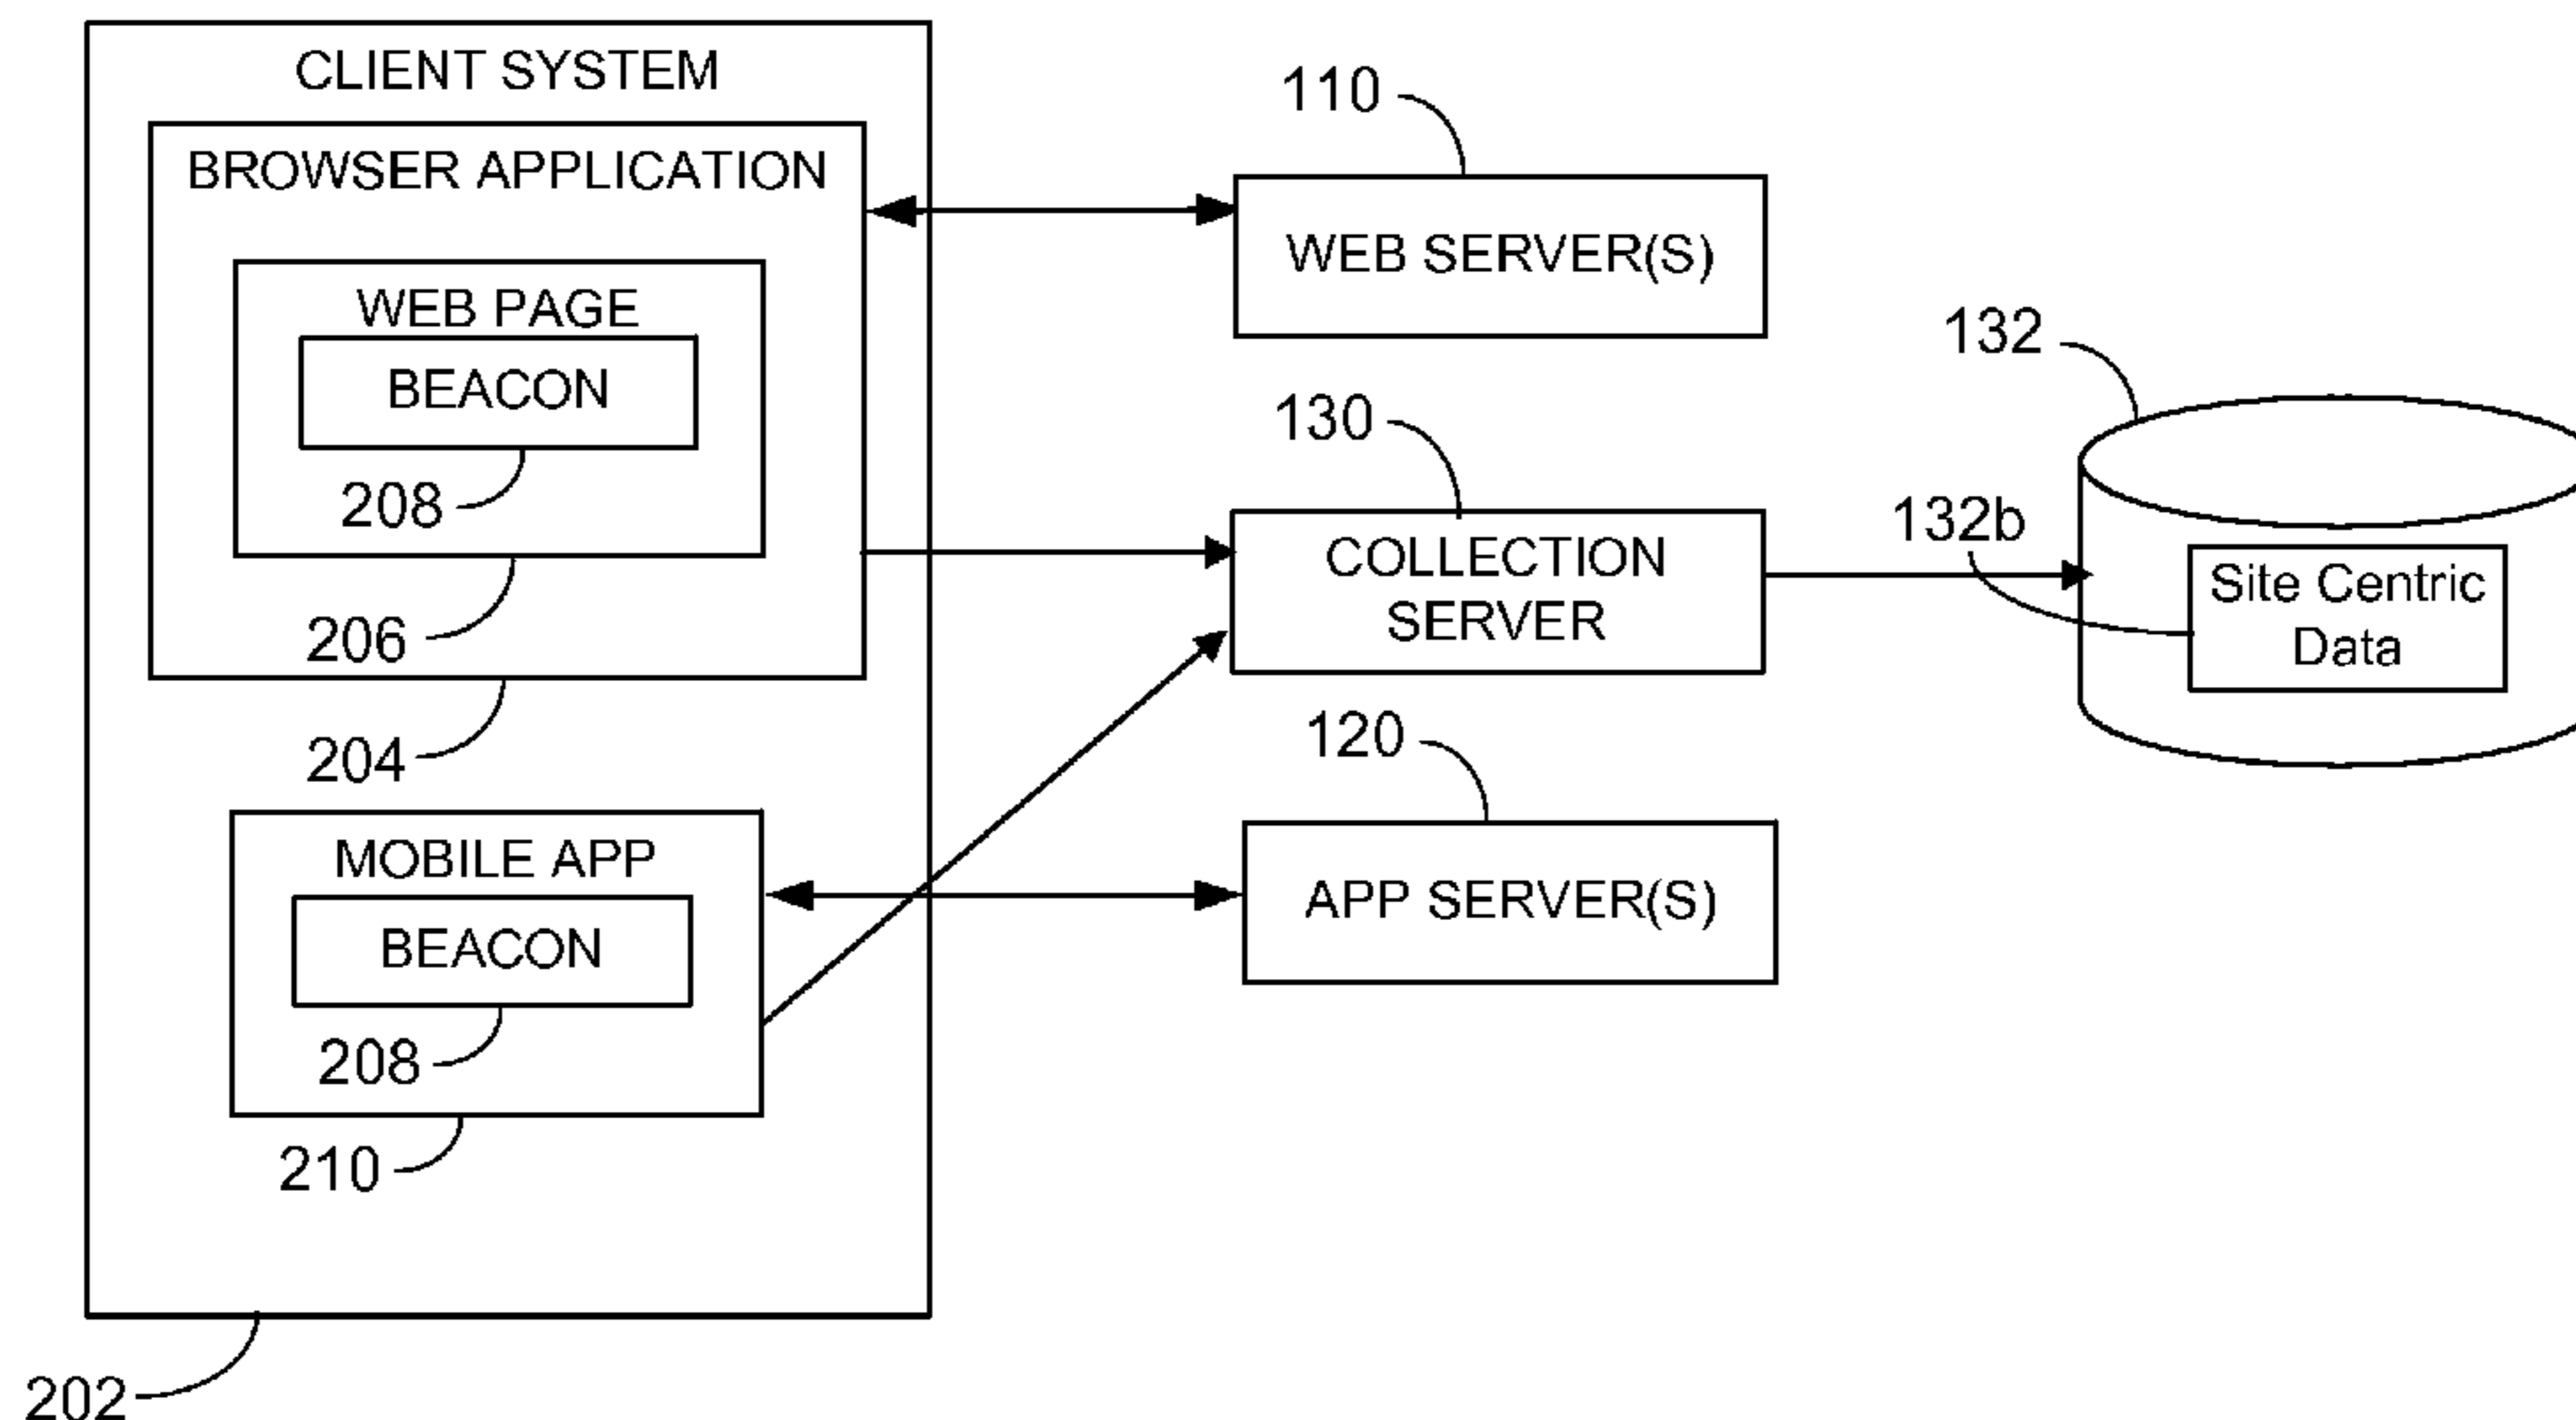 CLIENT SYSTEM
BROWSER APPLICATION
WEB PAGE
BEACON
208
206
204
MOBILE APP
BEACON
208
210
202
110
WEB SERVER(S)
130
COLLECTION
SERVER
120
APP SERVER(S)
132
132b
Site Centric
Data